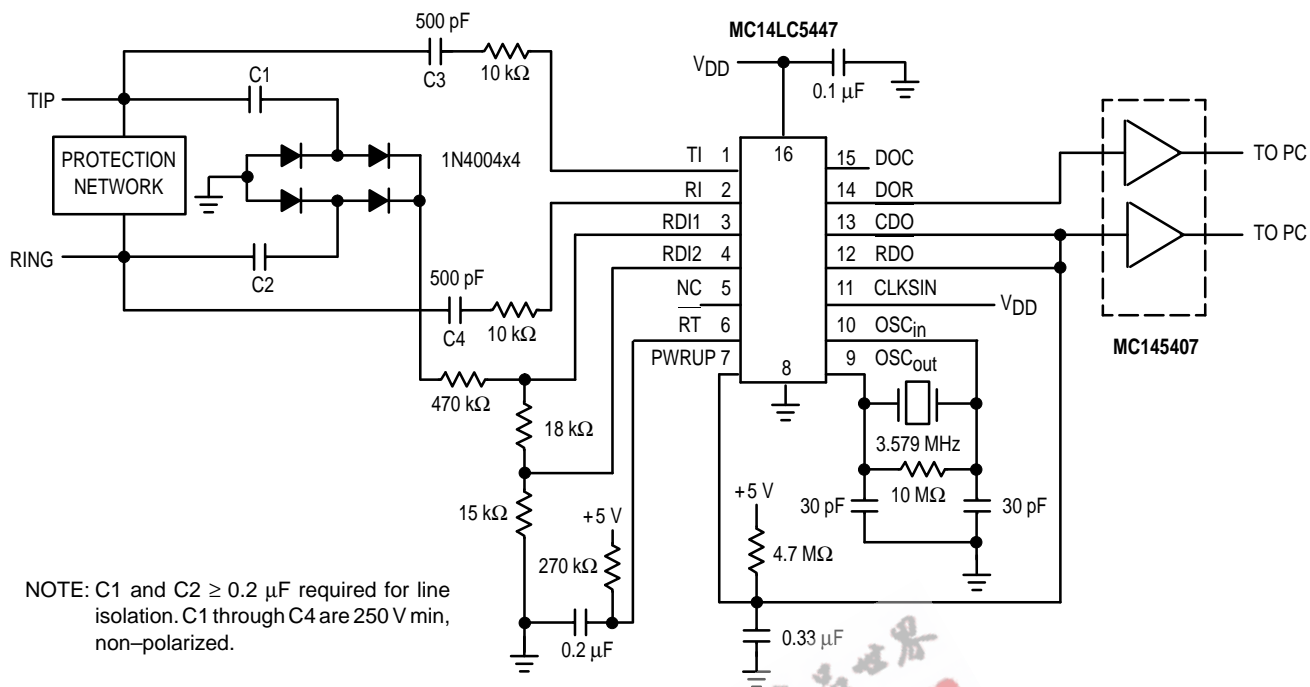 500 pF
C3
10 kΩ
MC14LC5447
VDD
0.1 μF
C1
TIP
PROTECTION
NETWORK
1N4004x4
RING
C2
500 pF
C4
10 kΩ
TI 1
RI 2
RDI1 3
RDI2 4
NC 5
RT 6
PWRUP 7
16
8
15 DOC
14 DOR
13 CDO
12 RDO
11 CLKSIN
10 OSCin
9 OSCout
VDD
TO PC
TO PC
MC145407
470 kΩ
18 kΩ
15 kΩ
+5 V
270 kΩ
0.2 μF
3.579 MHz
10 MΩ
30 pF
30 pF
+5 V
4.7 MΩ
0.33 μF
NOTE: C1 and C2 ≥ 0.2 μF required for line
isolation. C1 through C4 are 250 V min,
non–polarized.